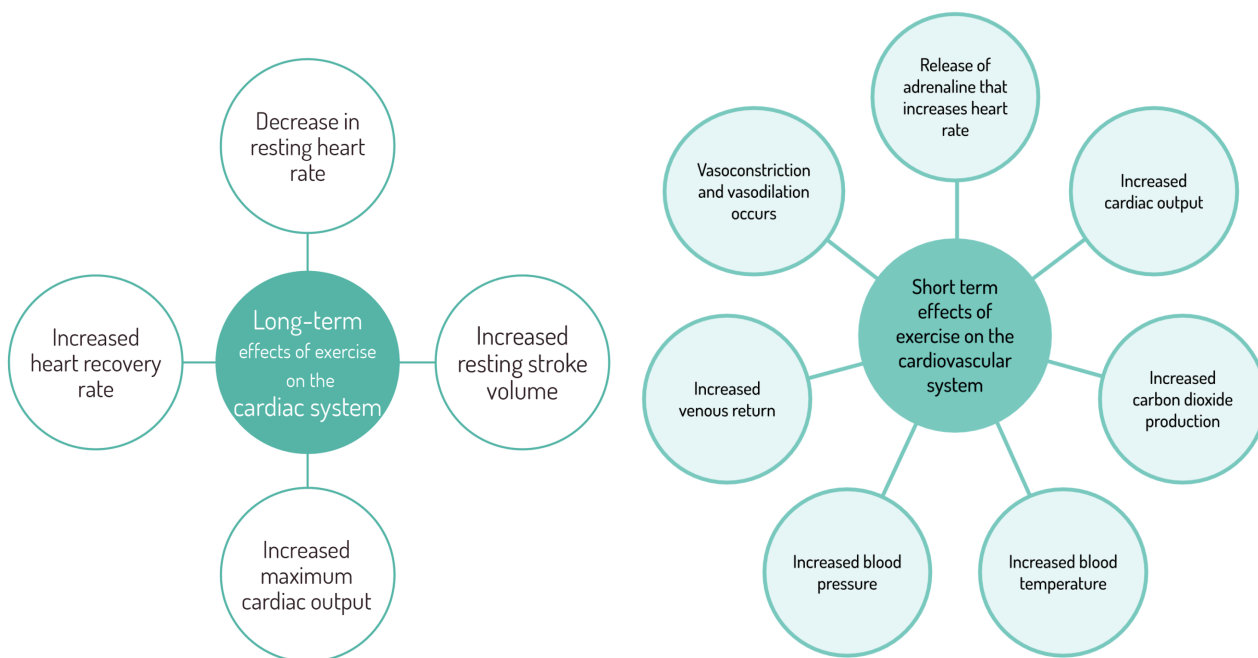 Decrease in
resting heart
rate
Increased
heart recovery
rate
Long-term
effects of exercise
on the
cardiac system
Increased
resting stroke
volume
Increased
maximum
cardiac output
Release of
adrenaline that
increases heart
rate
Vasoconstriction
and vasodilation
occurs
Increased
cardiac output
Short term
effects of
exercise on the
cardiovascular
system
Increased
venous return
Increased
carbon dioxide
production
Increased blood
pressure
Increased blood
temperature